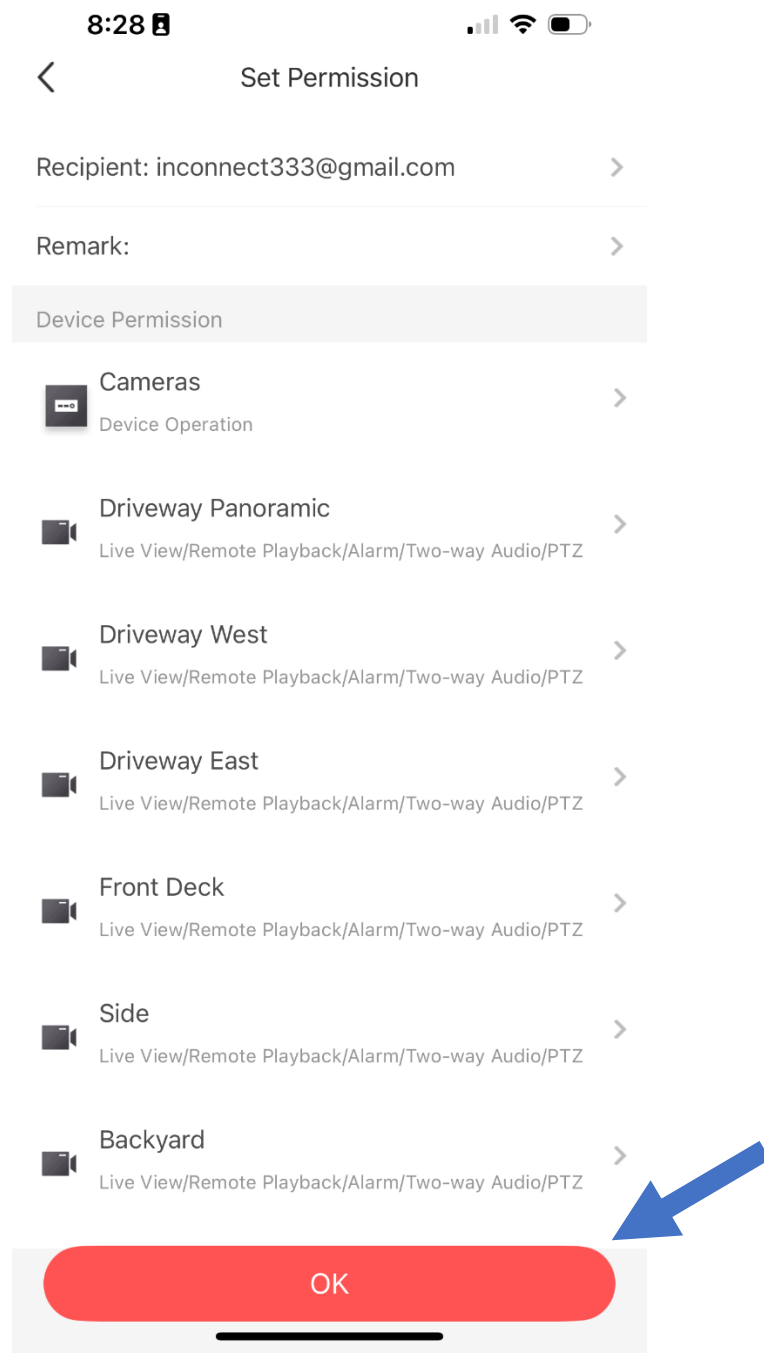 8:28
Set Permission
Recipient: inconnect333@gmail.com
Remark:
Device Permission
Cameras
Device Operation
Driveway Panoramic
Live View/Remote Playback/Alarm/Two-way Audio/PTZ
Driveway West
Live View/Remote Playback/Alarm/Two-way Audio/PTZ
Driveway East
Live View/Remote Playback/Alarm/Two-way Audio/PTZ
Front Deck
Live View/Remote Playback/Alarm/Two-way Audio/PTZ
Side
Live View/Remote Playback/Alarm/Two-way Audio/PTZ
Backyard
Live View/Remote Playback/Alarm/Two-way Audio/PTZ
OK